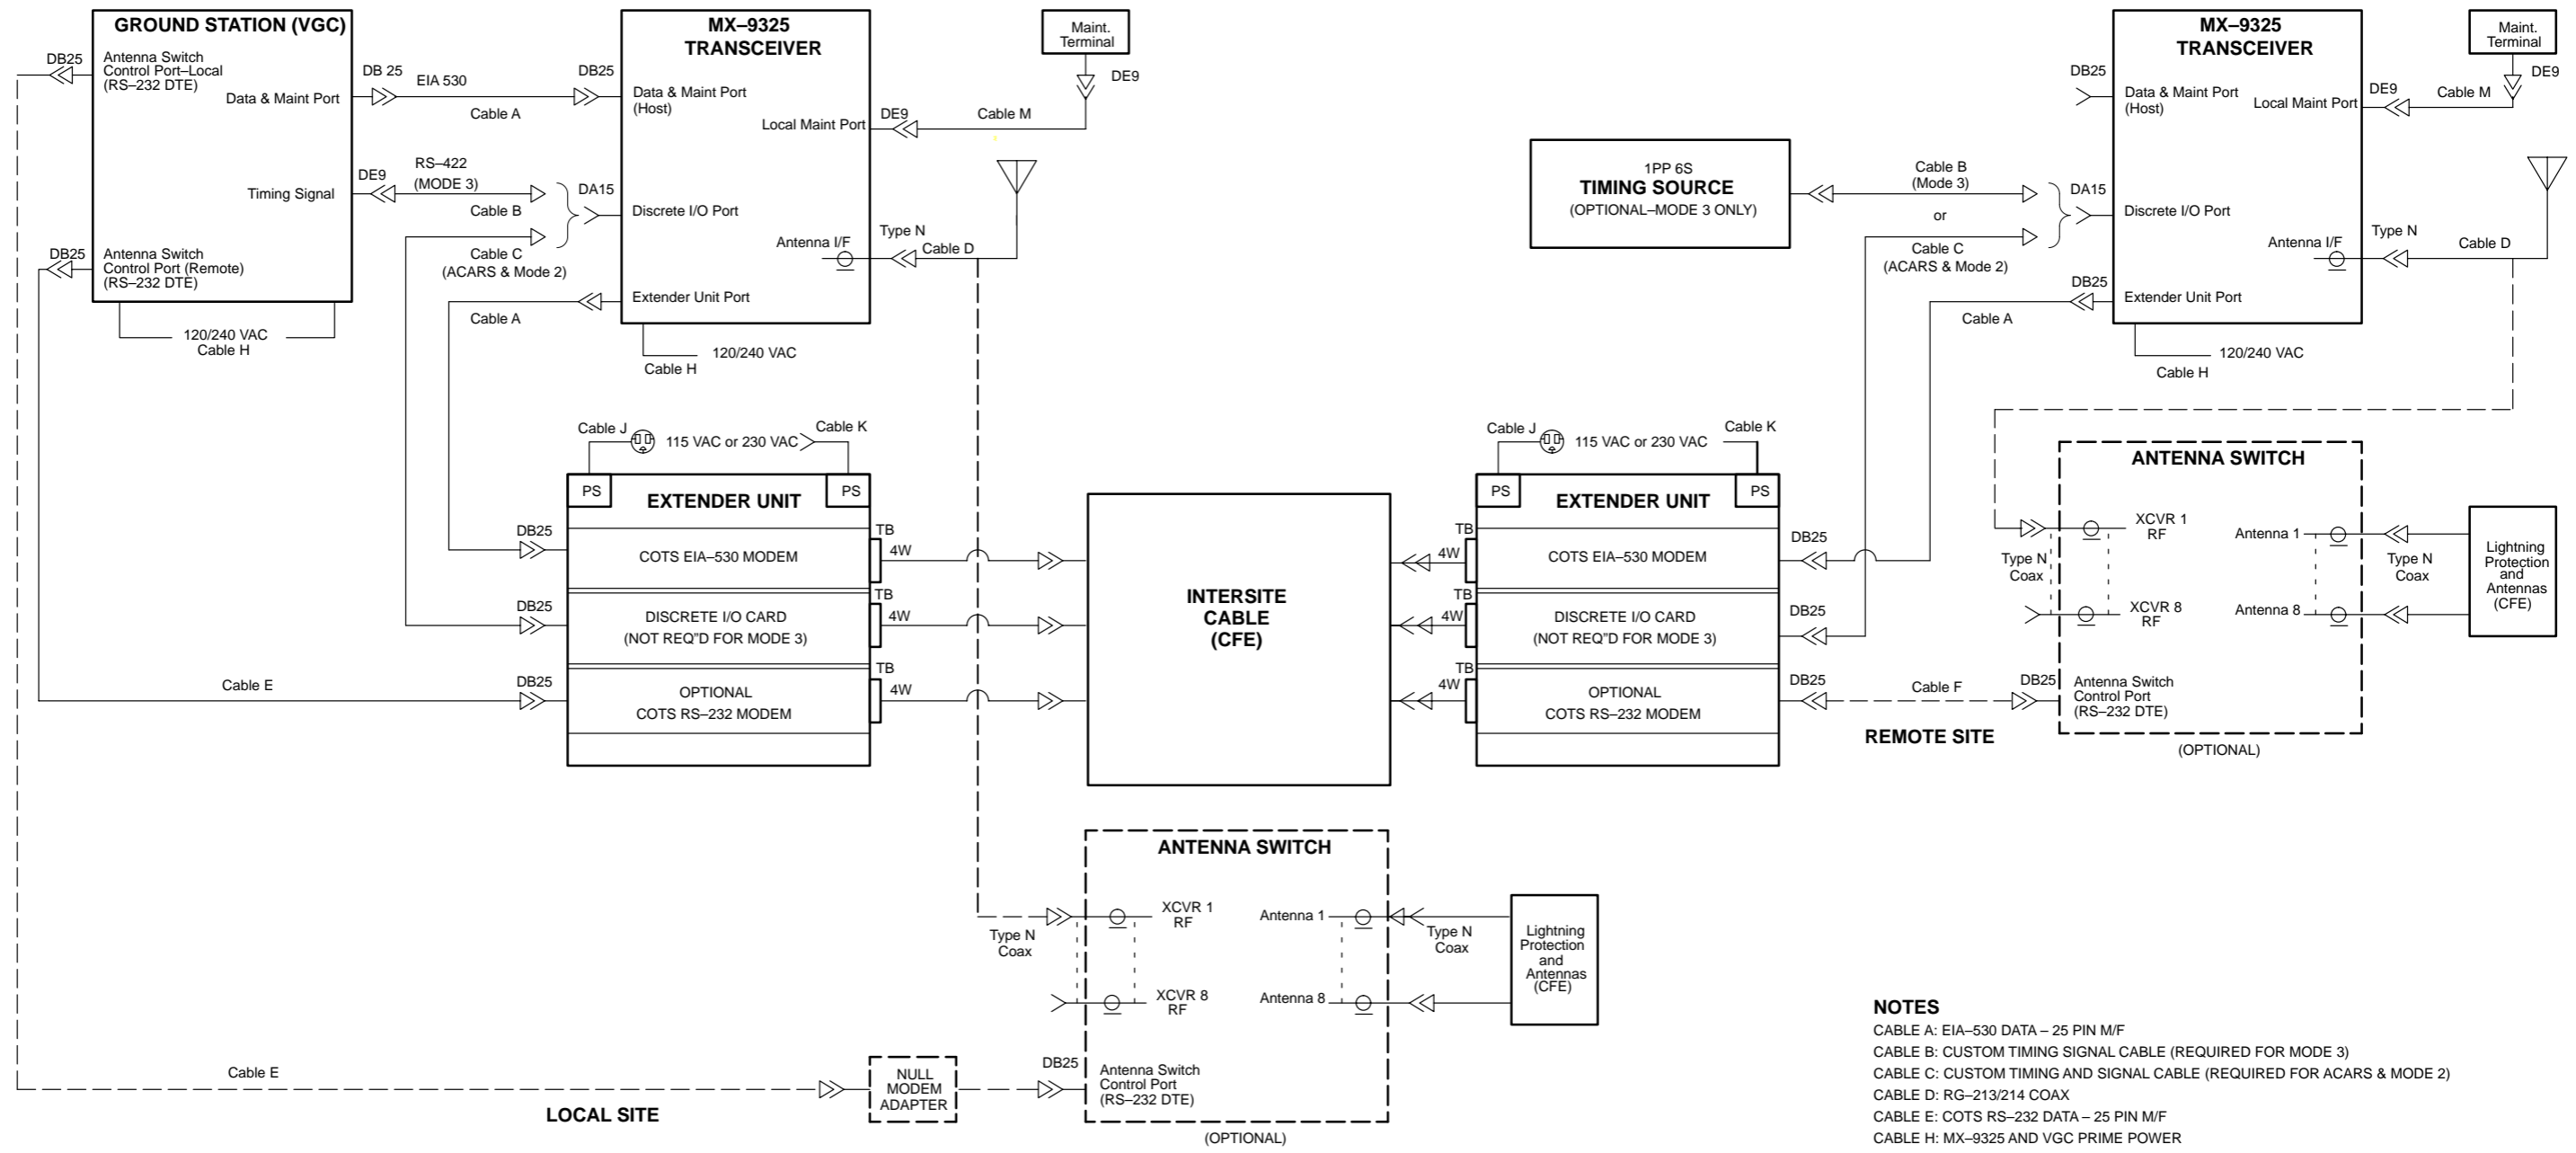 GROUND STATION (VGC)
DB25
Antenna Switch
Control Port–Local
(RS–232 DTE)
Data & Maint Port
DB 25
EIA 530
Cable A
DB25
Timing Signal
DE9
RS–422
(MODE 3)
Cable B
DA15
Cable C
(ACARS & Mode 2)
DB25
Antenna Switch
Control Port (Remote)
(RS–232 DTE)
120/240 VAC
Cable H
Cable A
MX–9325
TRANSCEIVER
Data & Maint Port
(Host)
Local Maint Port
Discrete I/O Port
Antenna I/F
Extender Unit Port
120/240 VAC
Cable H
DE9
Cable M
Maint.
Terminal
DE9
Type N
Cable D
1PP 6S
TIMING SOURCE
(OPTIONAL–MODE 3 ONLY)
Cable B
(Mode 3)
or
Cable C
(ACARS & Mode 2)
DB25
DA15
DB25
Cable A
MX–9325
TRANSCEIVER
Data & Maint Port
(Host)
Local Maint Port
Discrete I/O Port
Antenna I/F
Extender Unit Port
120/240 VAC
Cable H
DE9
Cable M
Maint.
Terminal
DE9
Type N
Cable D
Cable J
115 VAC or 230 VAC
Cable K
PS
EXTENDER UNIT
PS
DB25
COTS EIA–530 MODEM
TB
4W
DB25
DISCRETE I/O CARD
(NOT REQ"D FOR MODE 3)
TB
4W
Cable E
DB25
OPTIONAL
COTS RS–232 MODEM
TB
4W
INTERSITE
CABLE
(CFE)
Cable J
115 VAC or 230 VAC
Cable K
PS
EXTENDER UNIT
PS
TB
4W
COTS EIA–530 MODEM
DB25
TB
4W
DISCRETE I/O CARD
(NOT REQ"D FOR MODE 3)
DB25
TB
4W
OPTIONAL
COTS RS–232 MODEM
DB25
Cable F
DB25
REMOTE SITE
ANTENNA SWITCH
XCVR 1
RF
Type N
Coax
XCVR 8
RF
Antenna 1
Antenna 8
Type N
Coax
Lightning
Protection
and
Antennas
(CFE)
Antenna Switch
Control Port
(RS–232 DTE)
(OPTIONAL)
ANTENNA SWITCH
XCVR 1
RF
Type N
Coax
XCVR 8
RF
Antenna 1
Antenna 8
Type N
Coax
Lightning
Protection
and
Antennas
(CFE)
Cable E
NULL
MODEM
ADAPTER
DB25
Antenna Switch
Control Port
(RS–232 DTE)
LOCAL SITE
(OPTIONAL)
NOTES
CABLE A: EIA–530 DATA – 25 PIN M/F
CABLE B: CUSTOM TIMING SIGNAL CABLE (REQUIRED FOR MODE 3)
CABLE C: CUSTOM TIMING AND SIGNAL CABLE (REQUIRED FOR ACARS & MODE 2)
CABLE D: RG–213/214 COAX
CABLE E: COTS RS–232 DATA – 25 PIN M/F
CABLE H: MX–9325 AND VGC PRIME POWER